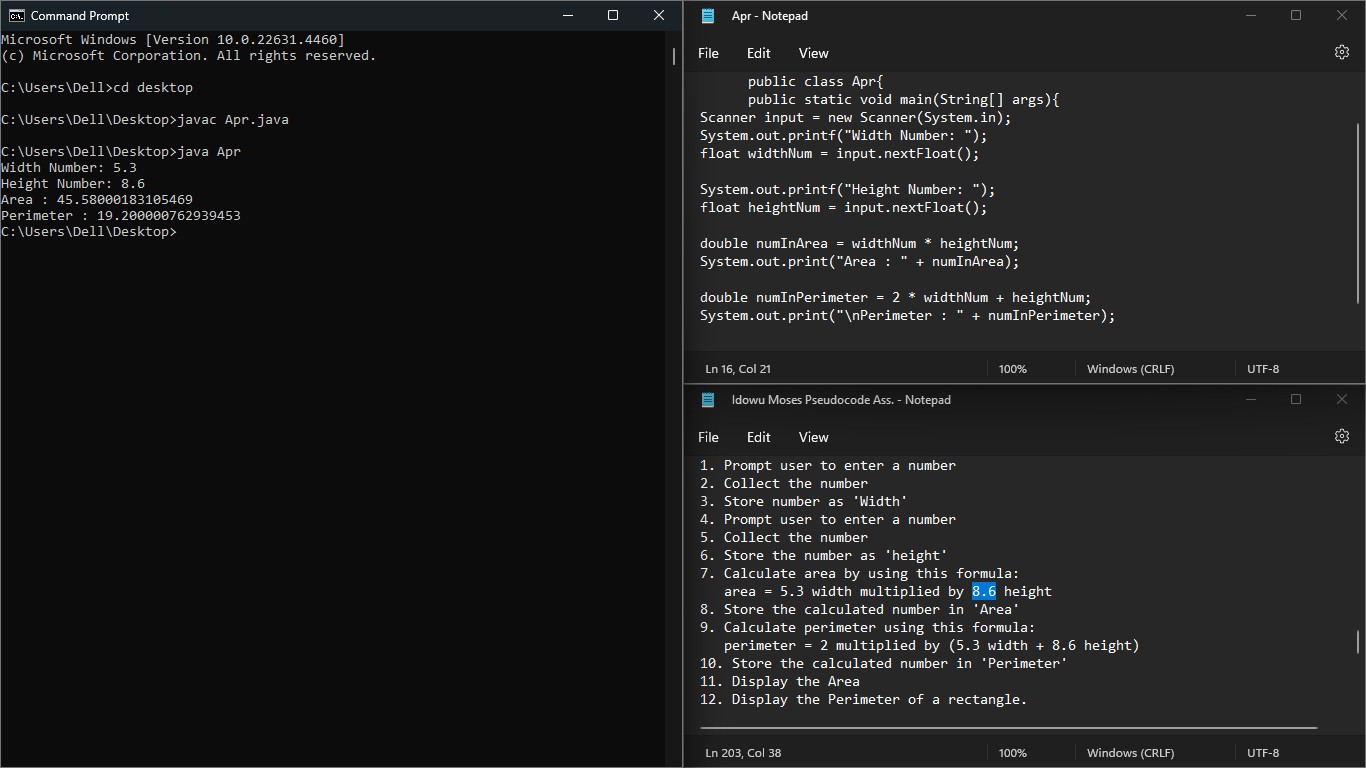 Command Prompt
Microsoft Windows [Version 10.0.22631.4460]
(c) Microsoft Corporation. All rights reserved.
C:\Users\Dell>cd desktop
C:\Users\Dell\Desktop>javac Apr.java
C:\Users\Dell\Desktop>java Apr
Width Number: 5.3
Height Number: 8.6
Area : 45.58000183105469
Perimeter : 19.200000762939453
C:\Users\Dell\Desktop>
Apr - Notepad
File Edit View
public class Apr{
public static void main(String[] args){
Scanner input = new Scanner(System.in);
System.out.printf("Width Number: ");
float widthNum = input.nextFloat();
System.out.printf("Height Number: ");
float heightNum = input.nextFloat();
double numInArea = widthNum * heightNum;
System.out.print("Area : " + numInArea);
double numInPerimeter = 2 * widthNum + heightNum;
System.out.print("\nPerimeter : " + numInPerimeter);
Ln 16, Col 21 100% Windows (CRLF) UTF-8
Idowu Moses Pseudocode Ass. - Notepad
File Edit View
1. Prompt user to enter a number
2. Collect the number
3. Store number as 'Width'
4. Prompt user to enter a number
5. Collect the number
6. Store the number as 'height'
7. Calculate area by using this formula:
area = 5.3 width multiplied by 8.6 height
8. Store the calculated number in 'Area'
9. Calculate perimeter using this formula:
perimeter = 2 multiplied by (5.3 width + 8.6 height)
10. Store the calculated number in 'Perimeter'
11. Display the Area
12. Display the Perimeter of a rectangle.
Ln 203, Col 38 100% Windows (CRLF) UTF-8